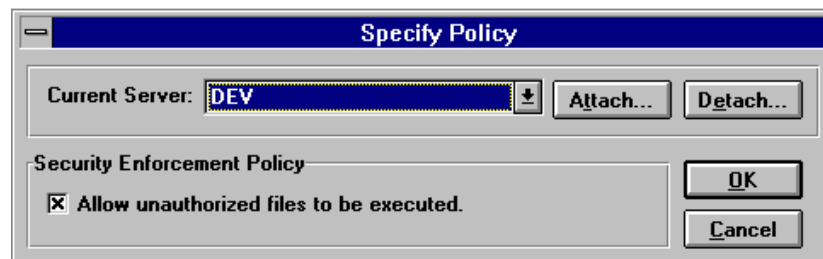 Specify Policy
Current Server: DEV Attach... Detach...
Security Enforcement Policy
OK
Allow unauthorized files to be executed.
Cancel